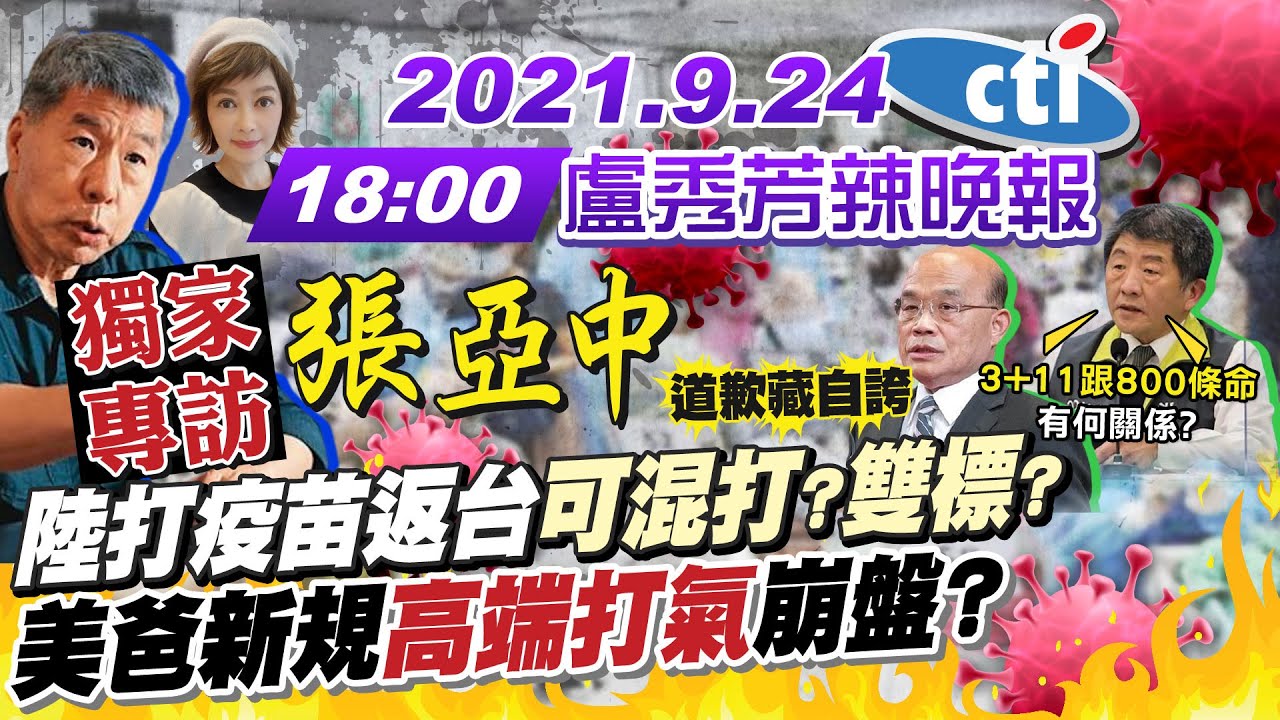 2021.9.24
cti
18:00
盧秀芳辣晚報
獨家
專訪
張亞中
道歉藏自誇
3+11跟800條命
有何關係?
陸打疫苗返台可混打?雙標?
美爸新規高端打氣崩盤?